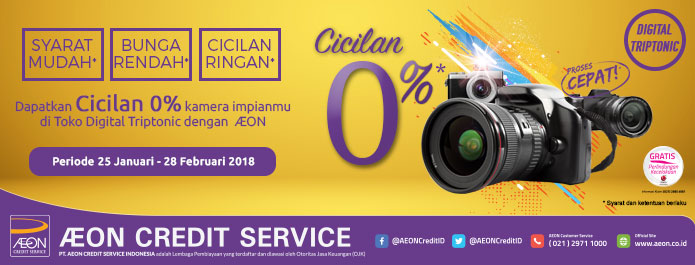 SYARAT
MUDAH*
BUNGA
RENDAH*
CICILAN
RINGAN*
Dapatkan Cicilan 0% kamera impianmu
di Toko Digital Triptonic dengan ÆON
Periode 25 Januari - 28 Februari 2018
Cicilan
0%*
PROSES
CEPAT!*
DIGITAL
TRIPTONIC
GRATIS
Perlindungan
Kecelakaan
* Syarat dan ketentuan berlaku
ÆON
CREDIT SERVICE
ÆON CREDIT SERVICE
PT. AEON CREDIT SERVICE INDONESIA adalah Lembaga Pembiayaan yang terdaftar dan diawasi oleh Otoritas Jasa Keuangan (OJK)
@AEONCreditID
@AEONCreditID
AEON Customer Service
( 021 ) 2971 1000
Official Site
www.aeon.co.id